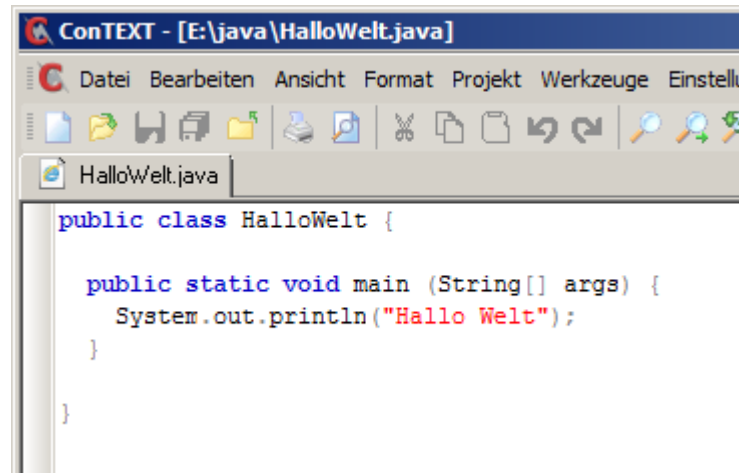 ConTEXT - [E:\java\HalloWelt.java]
Datei Bearbeiten Ansicht Format Projekt Werkzeuge
HalloWelt.java
public class HalloWelt {
public static void main (String[] args) {
System.out.println("Hallo Welt");
}
}